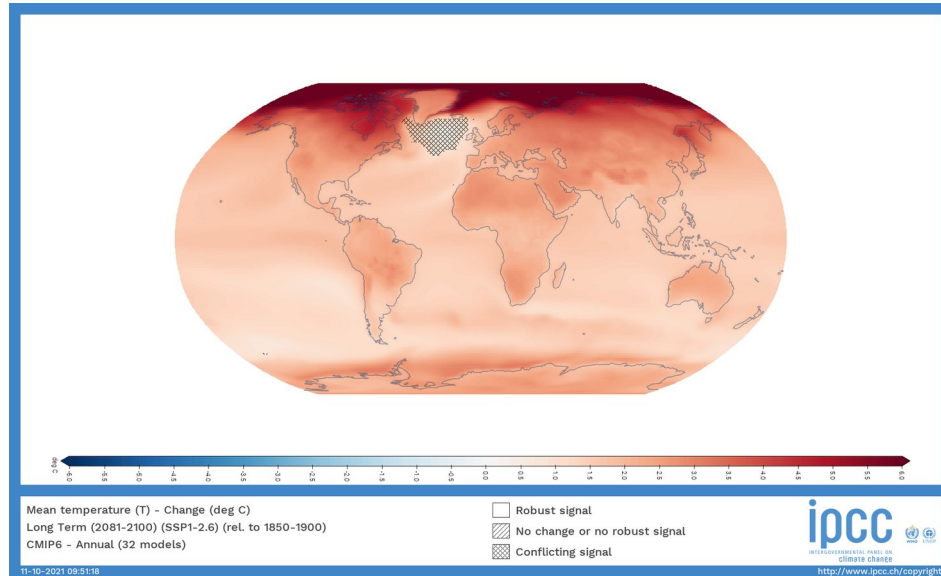 deg C
-6.0 -5.5 -5.0 -4.5 -4.0 -3.5 -3.0 -2.5 -2.0 -1.5 -1.0 -0.5 0.0 0.5 1.0 1.5 2.0 2.5 3.0 3.5 4.0 4.5 5.0 5.5 6.0
Mean temperature (T) - Change (deg C)
Long Term (2081-2100) (SSP1-2.6) (rel. to 1850-1900)
CMIP6 - Annual (32 models)
Robust signal
No change or no robust signal
Conflicting signal
ipcc
INTERGOVERNMENTAL PANEL ON
climate change
WMO UNEP
11-10-2021 09:51:18
http://www.ipcc.ch/copyright